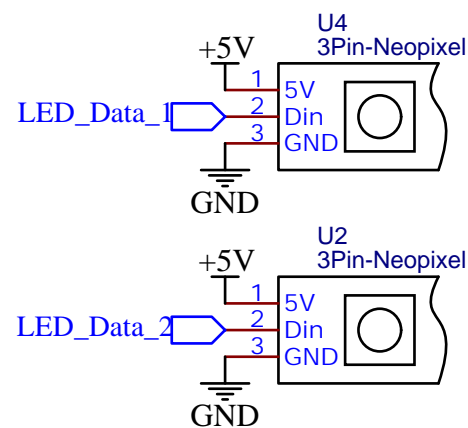 U4
3Pin-Neopixel
+5V
1 5V
LED_Data_1 2 Din
3 GND
GND
U2
3Pin-Neopixel
+5V
1 5V
LED_Data_2 2 Din
3 GND
GND